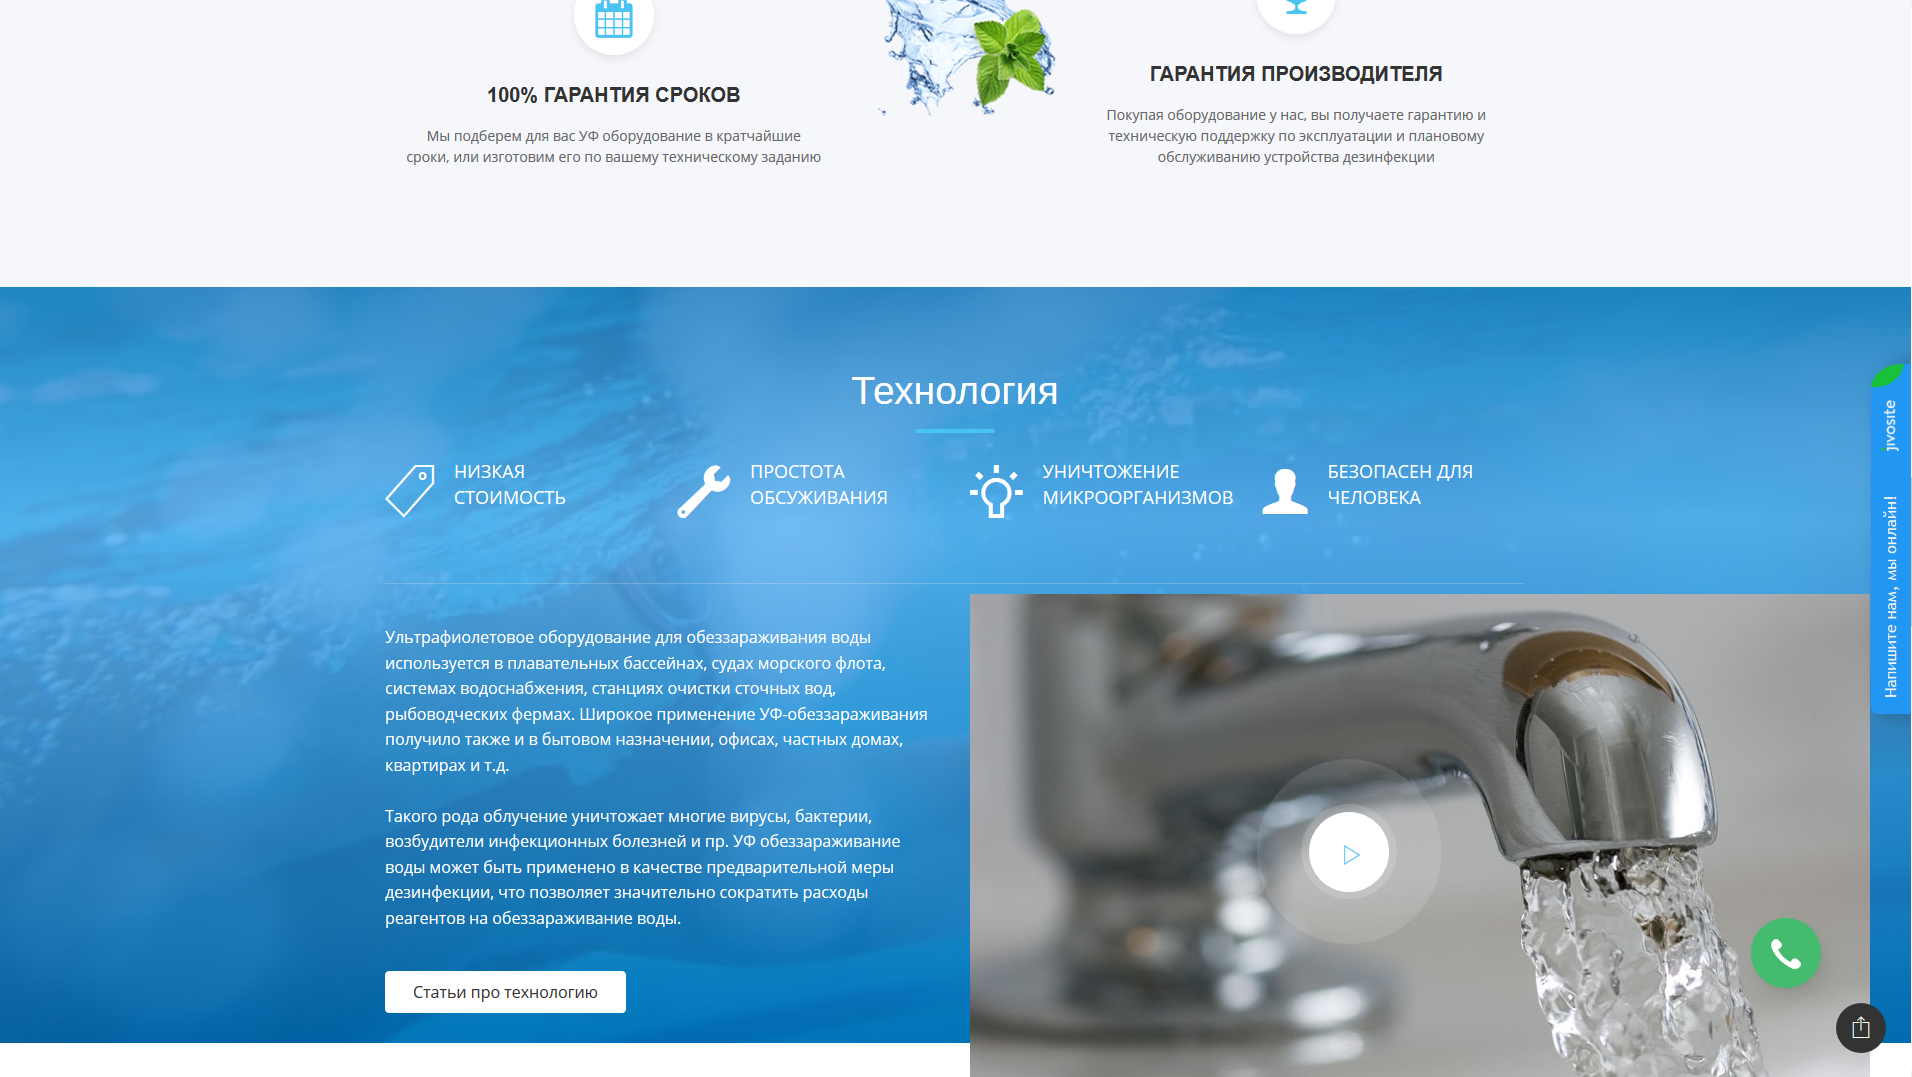 100% ГАРАНТИЯ СРОКОВ
Мы подберем для вас УФ оборудование в кратчайшие
сроки, или изготовим его по вашему техническому заданию
ГАРАНТИЯ ПРОИЗВОДИТЕЛЯ
Покупая оборудование у нас, вы получаете гарантию и
техническую поддержку по эксплуатации и плановому
обслуживанию устройства дезинфекции
Технология
НИЗКАЯ
СТОИМОСТЬ
ПРОСТОТА
ОБСУЖИВАНИЯ
УНИЧТОЖЕНИЕ
МИКРООРГАНИЗМОВ
БЕЗОПАСЕН ДЛЯ
ЧЕЛОВЕКА
Ультрафиолетовое оборудование для обеззараживания воды
используется в плавательных бассейнах, судах морского флота,
системах водоснабжения, станциях очистки сточных вод,
рыбоводческих фермах. Широкое применение УФ-обеззараживания
получило также и в бытовом назначении, офисах, частных домах,
квартирах и т.д.
Такого рода облучение уничтожает многие вирусы, бактерии,
возбудители инфекционных болезней и пр. УФ обеззараживание
воды может быть применено в качестве предварительной меры
дезинфекции, что позволяет значительно сократить расходы
реагентов на обеззараживание воды.
Статьи про технологию
Напишите нам, мы онлайн!
jivosite